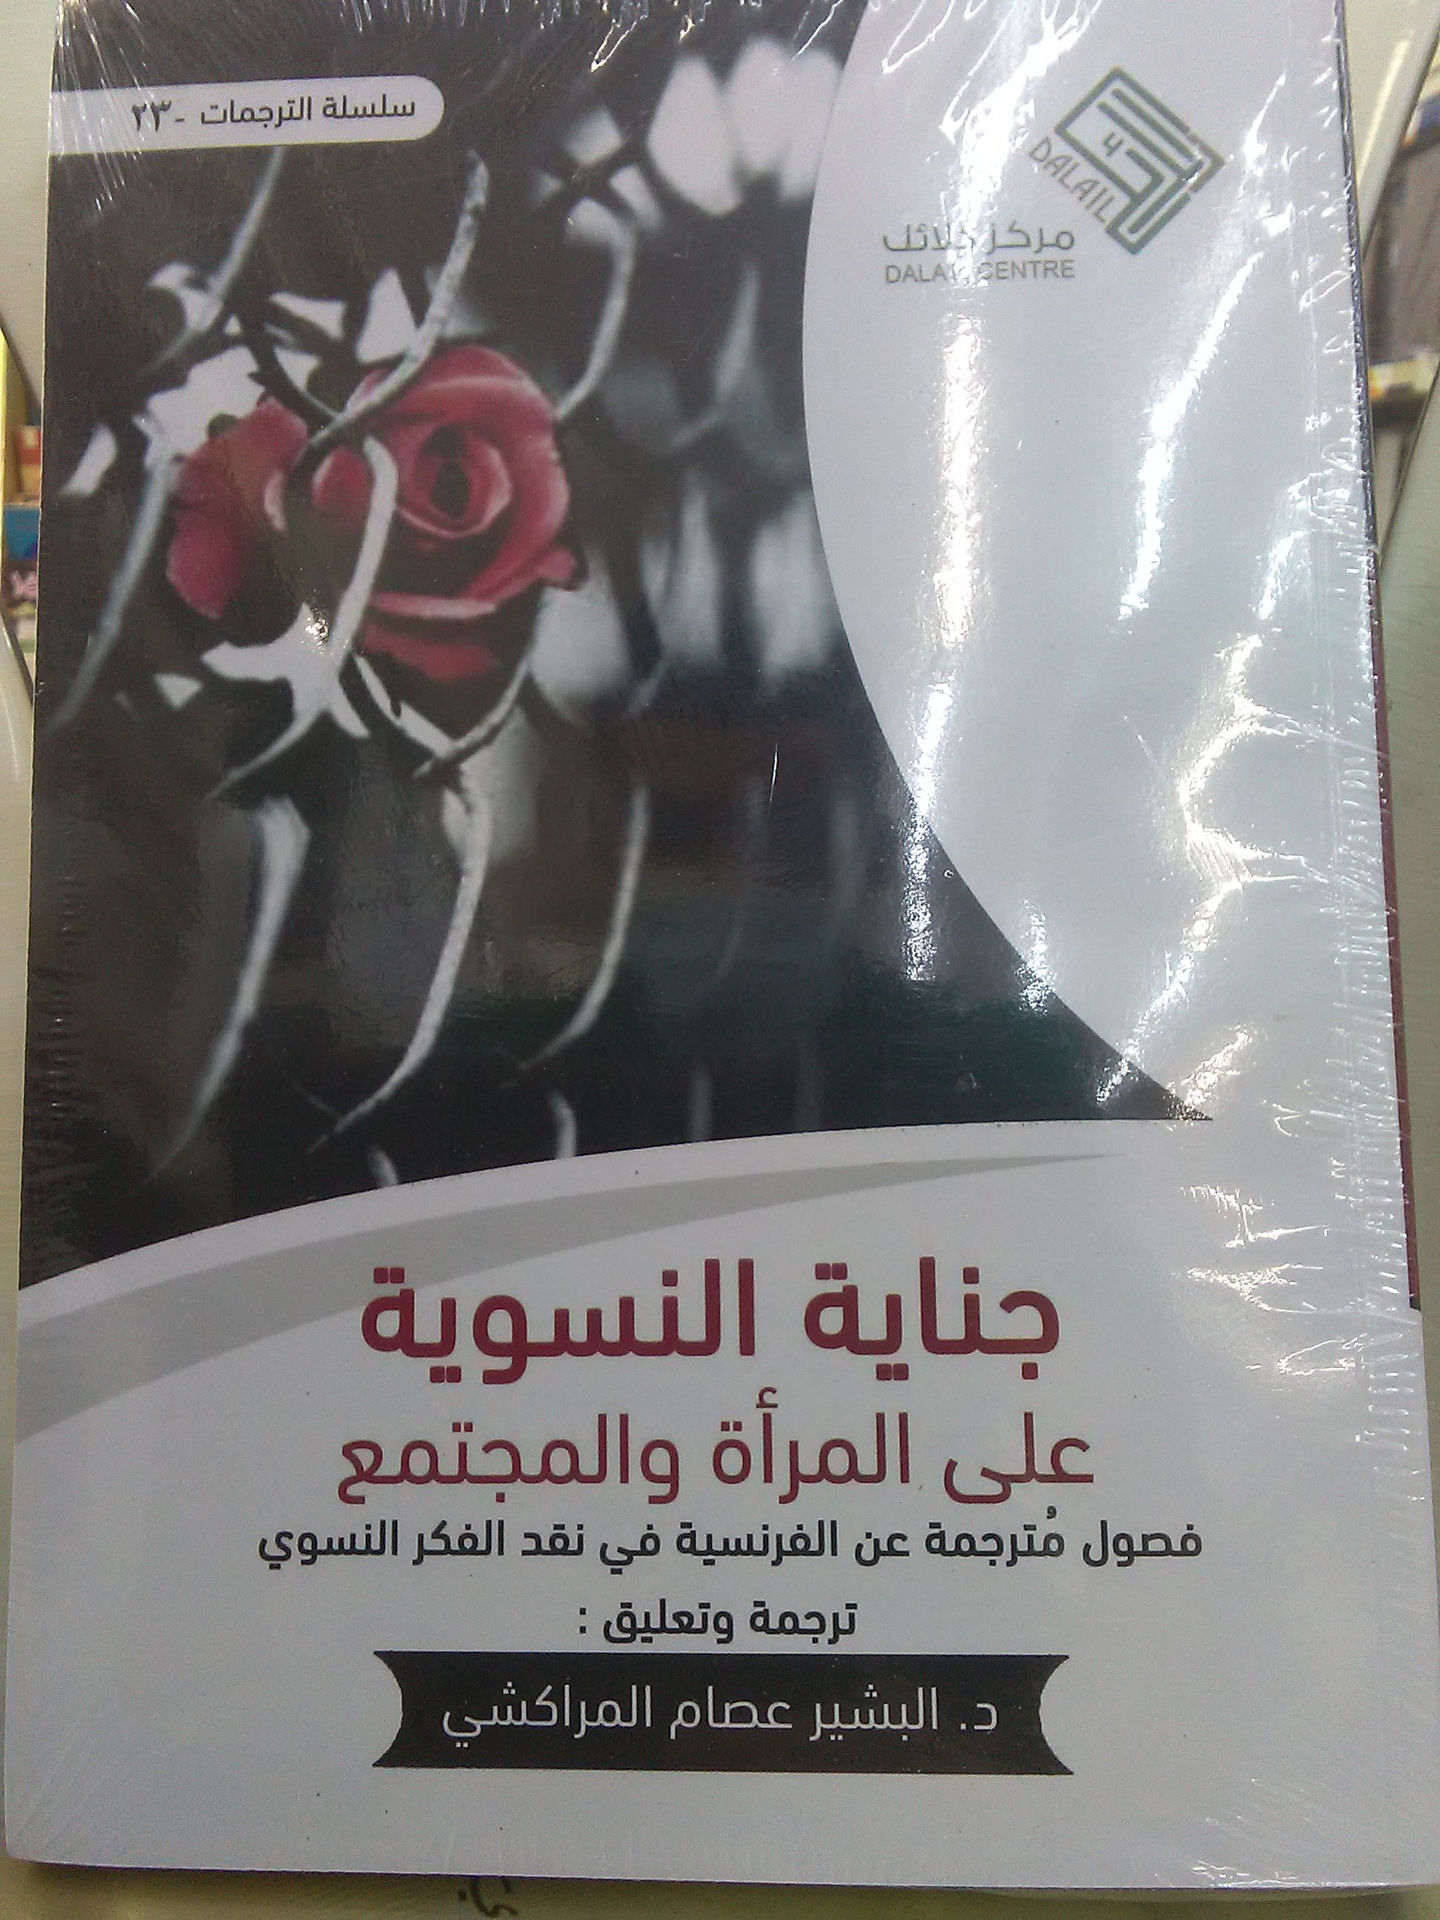 سلسلة الترجمات - ٢٣
DALAIL
مركز دلائل
DALAIL CENTRE
جناية النسوية
على المرأة والمجتمع
فصول مُترجمة عن الفرنسية في نقد الفكر النسوي
ترجمة وتعليق :
د. البشير عصام المراكشي